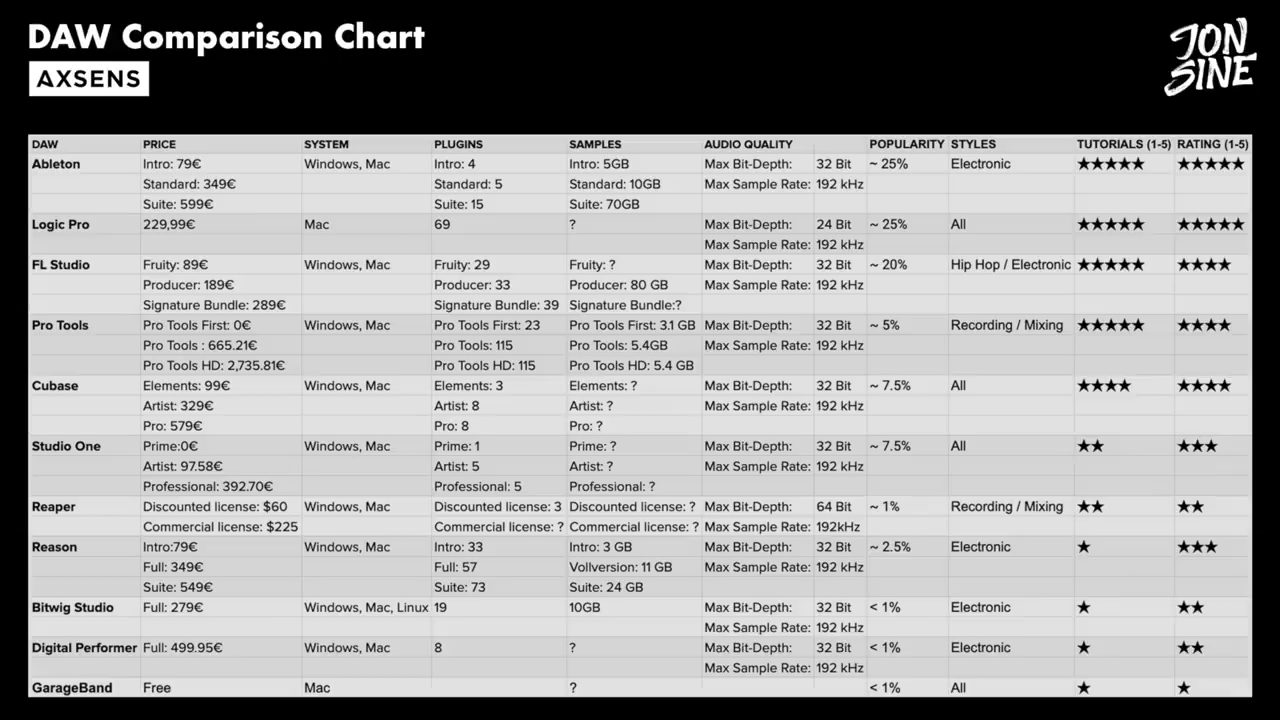 DAW Comparison Chart
AXSENS
JON SINE
DAW PRICE SYSTEM PLUGINS SAMPLES AUDIO QUALITY POPULARITY STYLES TUTORIALS (1-5) RATING (1-5)
Ableton Intro: 79€ Windows, Mac Intro: 4 Intro: 5GB Max Bit-Depth: 32 Bit ~ 25% Electronic ★★★★★ ★★★★★
Standard: 349€ Standard: 5 Standard: 10GB Max Sample Rate: 192 kHz
Suite: 599€ Suite: 15 Suite: 70GB
Logic Pro 229,99€ Mac 69 ? Max Bit-Depth: 24 Bit ~ 25% All ★★★★★ ★★★★★
Max Sample Rate: 192 kHz
FL Studio Fruity: 89€ Windows, Mac Fruity: 29 Fruity: ? Max Bit-Depth: 32 Bit ~ 20% Hip Hop / Electronic ★★★★★ ★★★★
Producer: 189€ Producer: 33 Producer: 80 GB Max Sample Rate: 192 kHz
Signature Bundle: 289€ Signature Bundle: 39 Signature Bundle:?
Pro Tools Pro Tools First: 0€ Windows, Mac Pro Tools First: 23 Pro Tools First: 3.1 GB Max Bit-Depth: 32 Bit ~ 5% Recording / Mixing ★★★★★ ★★★★
Pro Tools : 665.21€ Pro Tools: 115 Pro Tools: 5.4GB Max Sample Rate: 192 kHz
Pro Tools HD: 2,735.81€ Pro Tools HD: 115 Pro Tools HD: 5.4 GB
Cubase Elements: 99€ Windows, Mac Elements: 3 Elements: ? Max Bit-Depth: 32 Bit ~ 7.5% All ★★★★ ★★★★
Artist: 329€ Artist: 8 Artist: ? Max Sample Rate: 192 kHz
Pro: 579€ Pro: 8 Pro: ?
Studio One Prime:0€ Windows, Mac Prime: 1 Prime: ? Max Bit-Depth: 32 Bit ~ 7.5% All ★★ ★★★
Artist: 97.58€ Artist: 5 Artist: ? Max Sample Rate: 192 kHz
Professional: 392.70€ Professional: 5 Professional: ?
Reaper Discounted license: $60 Windows, Mac Discounted license: 3 Discounted license: ? Max Bit-Depth: 64 Bit ~ 1% Recording / Mixing ★★ ★★
Commercial license: $225 Commercial license: ? Commercial license: ? Max Sample Rate: 192kHz
Reason Intro:79€ Windows, Mac Intro: 33 Intro: 3 GB Max Bit-Depth: 32 Bit ~ 2.5% Electronic ★ ★★★
Full: 349€ Full: 57 Vollversion: 11 GB Max Sample Rate: 192 kHz
Suite: 549€ Suite: 73 Suite: 24 GB
Bitwig Studio Full: 279€ Windows, Mac, Linux 19 10GB Max Bit-Depth: 32 Bit < 1% Electronic ★ ★★
Max Sample Rate: 192 kHz
Digital Performer Full: 499.95€ Windows, Mac 8 ? Max Bit-Depth: 32 Bit < 1% Electronic ★ ★★
Max Sample Rate: 192 kHz
GarageBand Free Mac ? < 1% All ★ ★